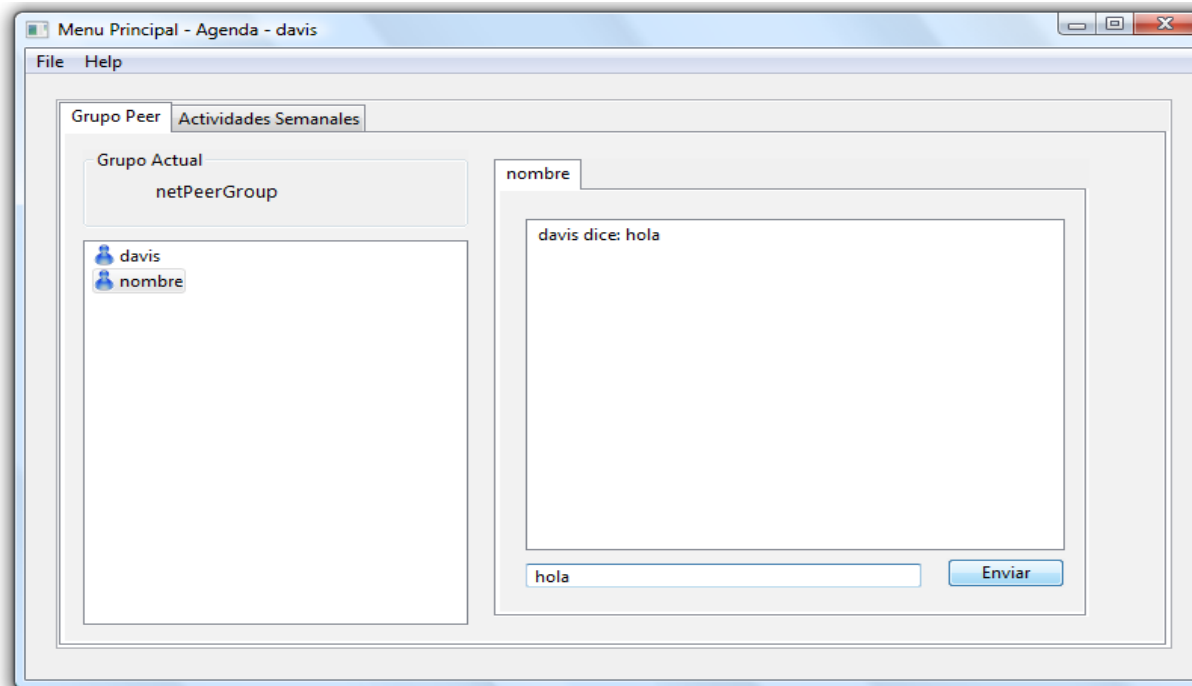 Menu Principal - Agenda - davis
File Help
Grupo Peer Actividades Semanales
Grupo Actual
netPeerGroup
davis
nombre
nombre
davis dice: hola
hola
Enviar